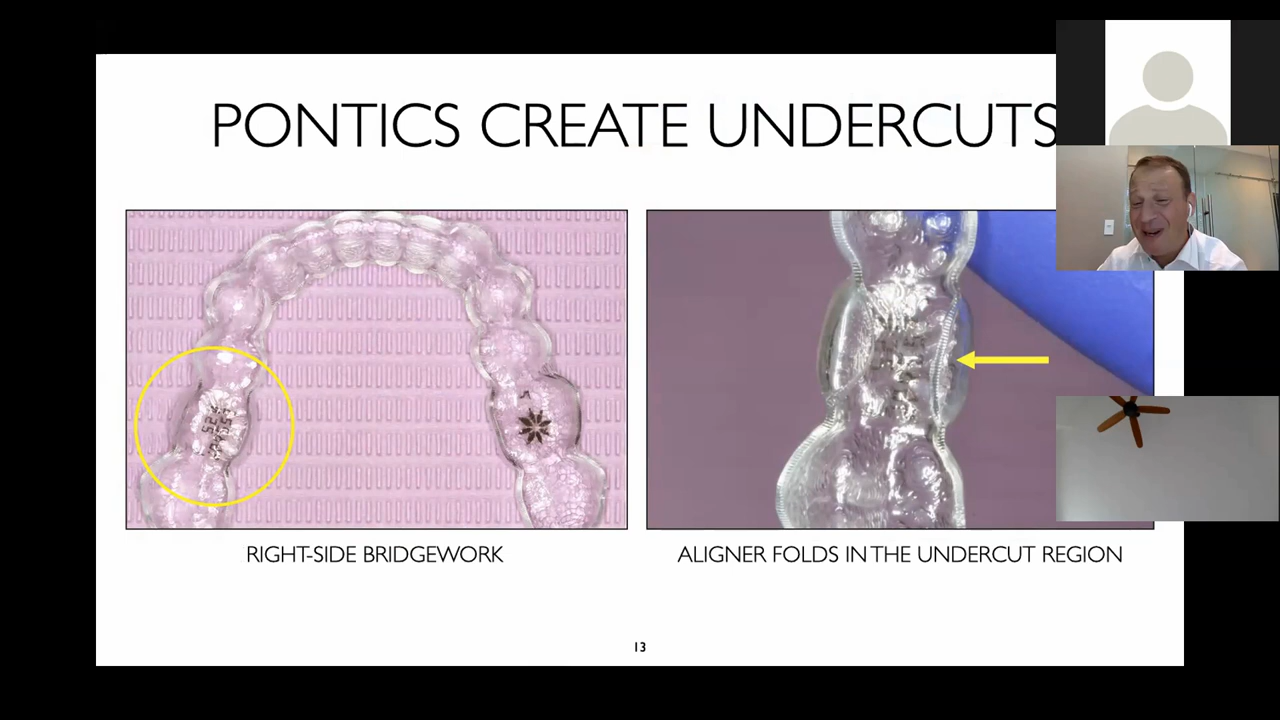 PONTICS CREATE UNDERCUTS
RIGHT-SIDE BRIDGEWORK
ALIGNER FOLDS IN THE UNDERCUT REGION
13